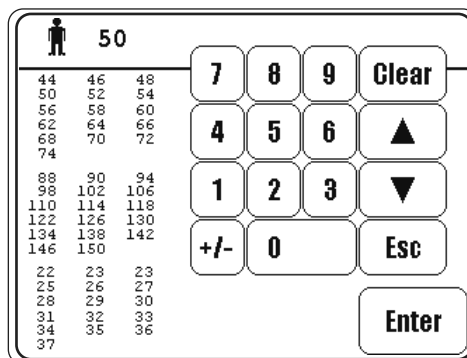 50
44 46 48
50 52 54
56 58 60
62 64 66
68 70 72
74
88 90 94
98 102 106
110 114 118
122 126 130
134 138 142
146 150
22 23 23
25 26 27
28 29 30
31 32 33
34 35 36
37
7 8 9 Clear
4 5 6 ▲
1 2 3 ▼
+/- 0 Esc
Enter